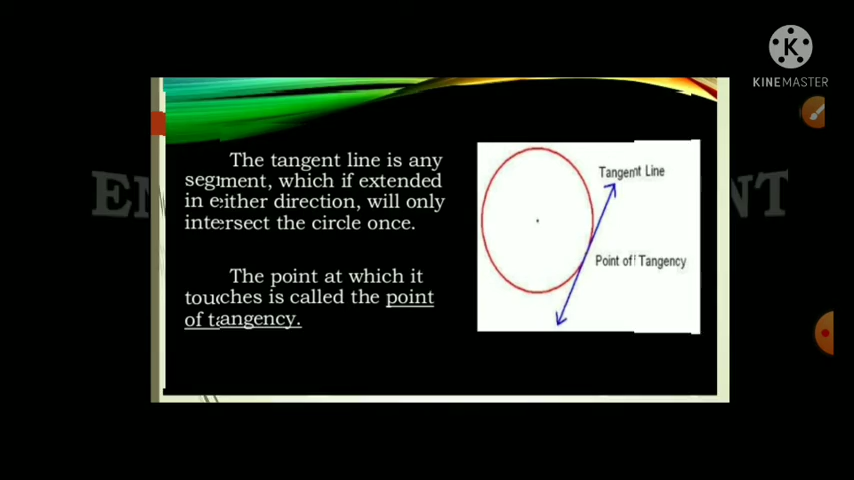 KINEMASTER
The tangent line is any
segment, which if extended
in either direction, will only
intersect the circle once.
The point at which it
touches is called the point
of tangency.
Tangent Line
Point of Tangency